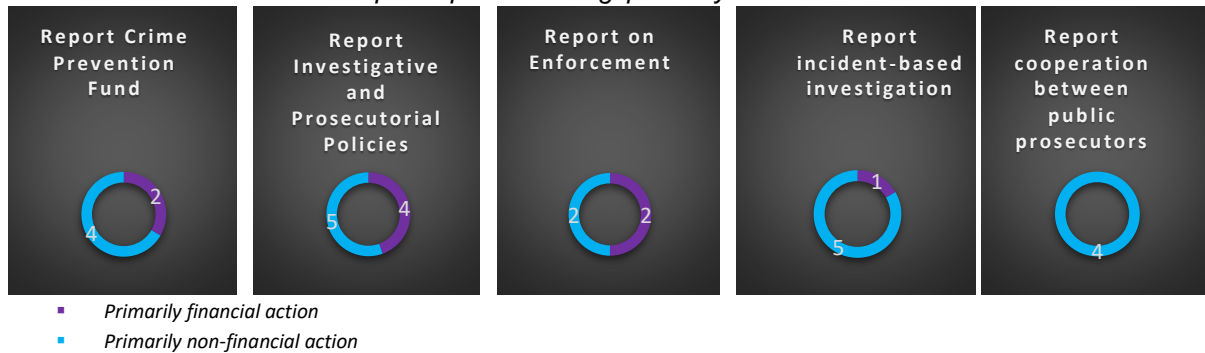 Report Crime
Prevention
Fund
2
4
Report
Investigative
and
Prosecutorial
Policies
4
5
Report on
Enforcement
2
2
Report
incident-based
investigation
1
5
Report
cooperation
between
public
prosecutors
4
Primarily financial action
Primarily non-financial action